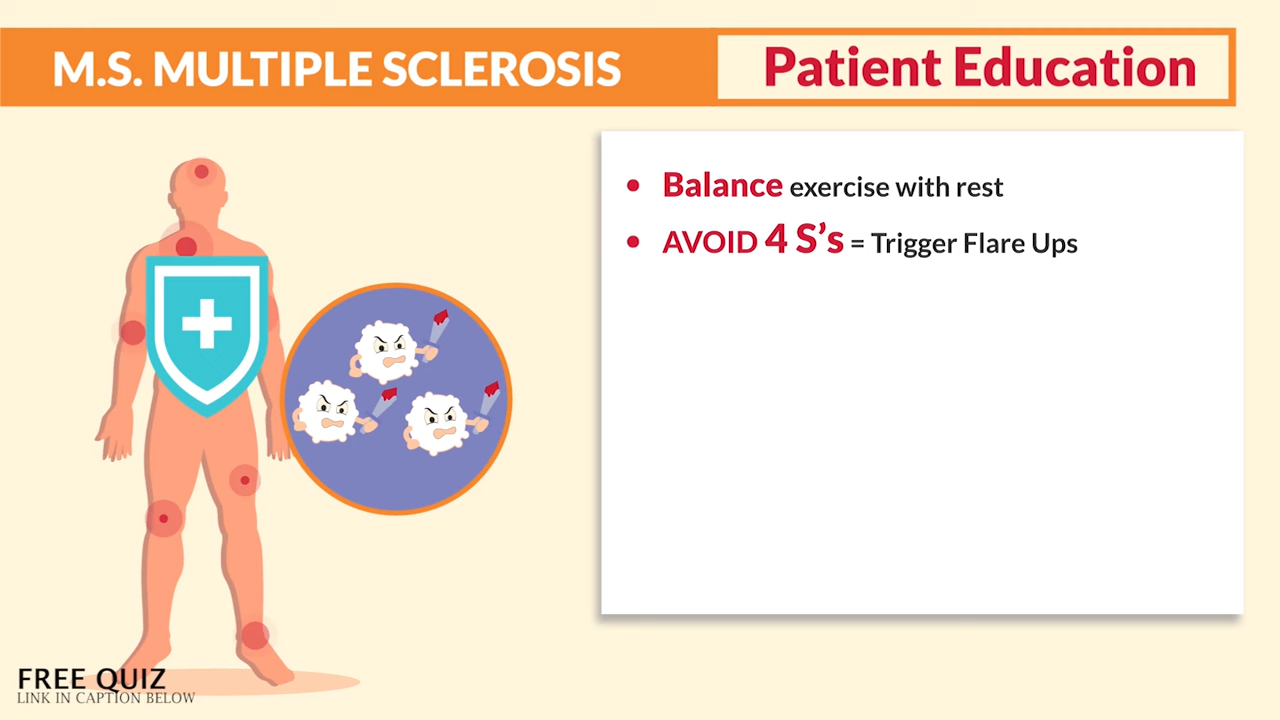 M.S. MULTIPLE SCLEROSIS
Patient Education
• Balance exercise with rest
• AVOID 4 S’s = Trigger Flare Ups
FREE QUIZ
LINK IN CAPTION BELOW